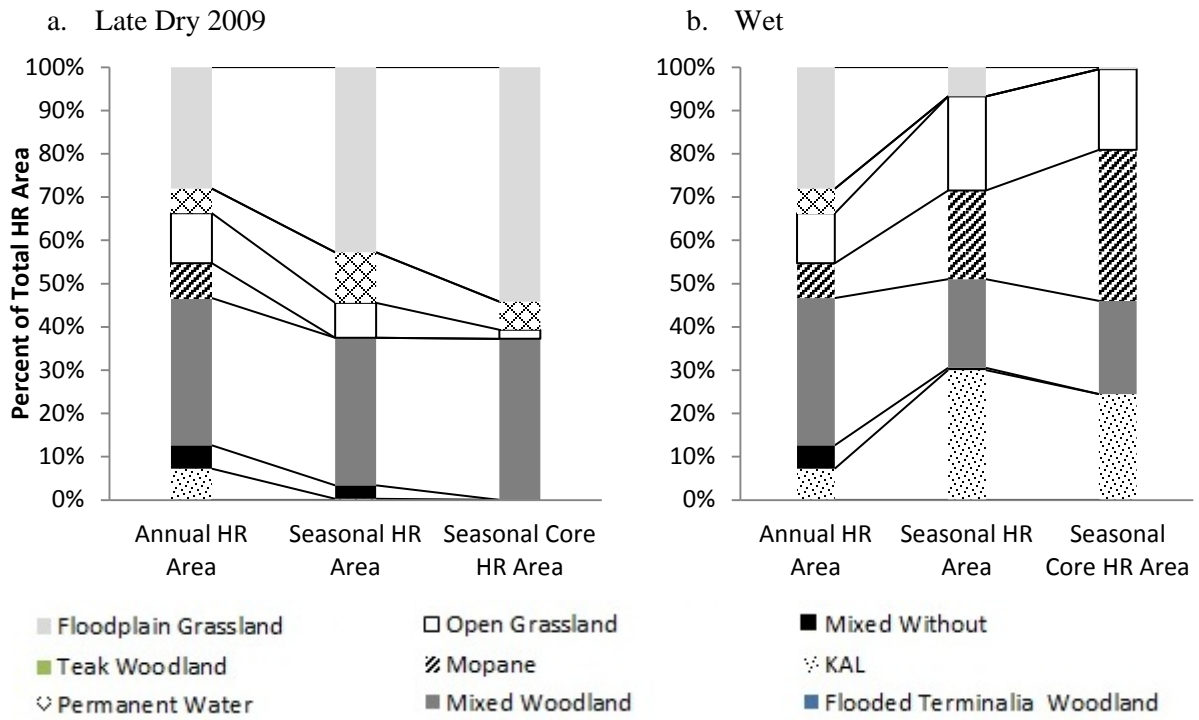 a. Late Dry 2009
b. Wet
Percent of Total HR Area
100%
90%
80%
70%
60%
50%
40%
30%
20%
10%
0%
Annual HR
Area
Seasonal HR
Area
Seasonal Core
HR Area
100%
90%
80%
70%
60%
50%
40%
30%
20%
10%
0%
Annual HR
Area
Seasonal HR
Area
Seasonal
Core HR Area
Floodplain Grassland
Open Grassland
Mixed Without
Teak Woodland
Mopane
KAL
Permanent Water
Mixed Woodland
Flooded Terminalia Woodland